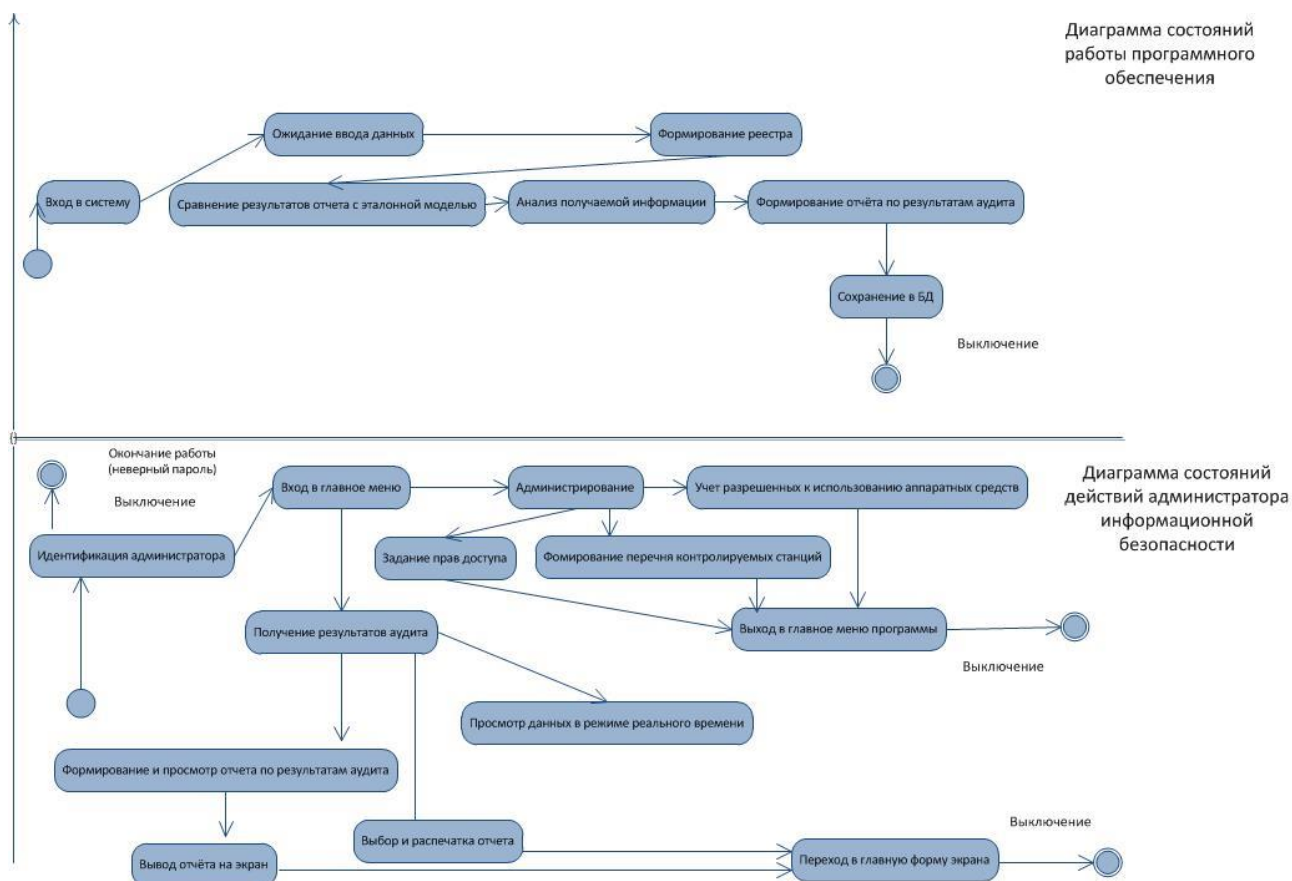 Диаграмма состояний
работы программного
обеспечения
Ожидание ввода данных
Формирование реестра
Вход в систему
Сравнение результатов отчета с эталонной моделью
Анализ получаемой информации
Формирование отчёта по результатам аудита
Сохранение в БД
Выключение
{}
Окончание работы
(неверный пароль)
Выключение
Вход в главное меню
Администрирование
Учет разрешенных к использованию аппаратных средств
Диаграмма состояний
действий администратора
информационной
безопасности
Идентификация администратора
Задание прав доступа
Фомирование перечня контролируемых станций
Получение результатов аудита
Выход в главное меню программы
Выключение
Просмотр данных в режиме реального времени
Формирование и просмотр отчета по результатам аудита
Выбор и распечатка отчета
Выключение
Вывод отчёта на экран
Переход в главную форму экрана